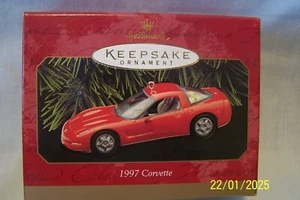 Hallmark
KEEPSAKE
ORNAMENT
1997 Corvette
22/01/2025